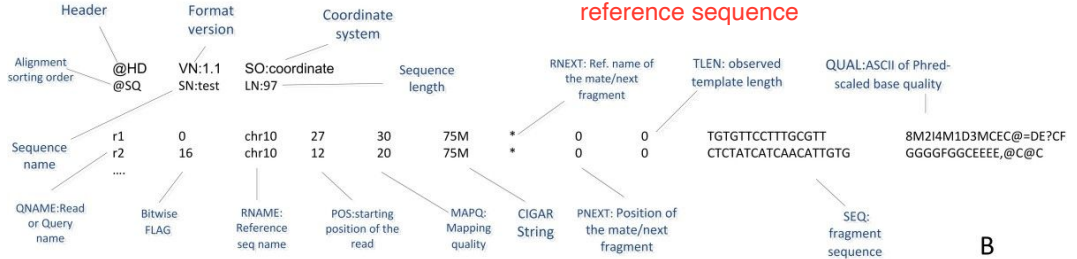 reference sequence
Header
Format
version
Coordinate
system
Alignment
sorting order
@HD VN:1.1 SO:coordinate
@SQ SN:test LN:97
Sequence
length
RNEXT: Ref. name of
the mate/next
fragment
TLEN: observed
template length
QUAL:ASCII of Phred-
scaled base quality
Sequence
name
r1 0 chr10 27 30 75M * 0 0 TGTGTTCCTTTGCGTT 8M2I4M1D3MCEC@=DE?CF
r2 16 chr10 12 20 75M * 0 0 CTCTATCATCAACATTGTG GGGGFGGCEEEE,@C@C
....
QNAME:Read
or Query
name
Bitwise
FLAG
RNAME:
Reference
seq name
POS:starting
position of the
read
MAPQ:
Mapping
quality
CIGAR
String
PNEXT: Position of
the mate/next
fragment
SEQ:
fragment
sequence
B